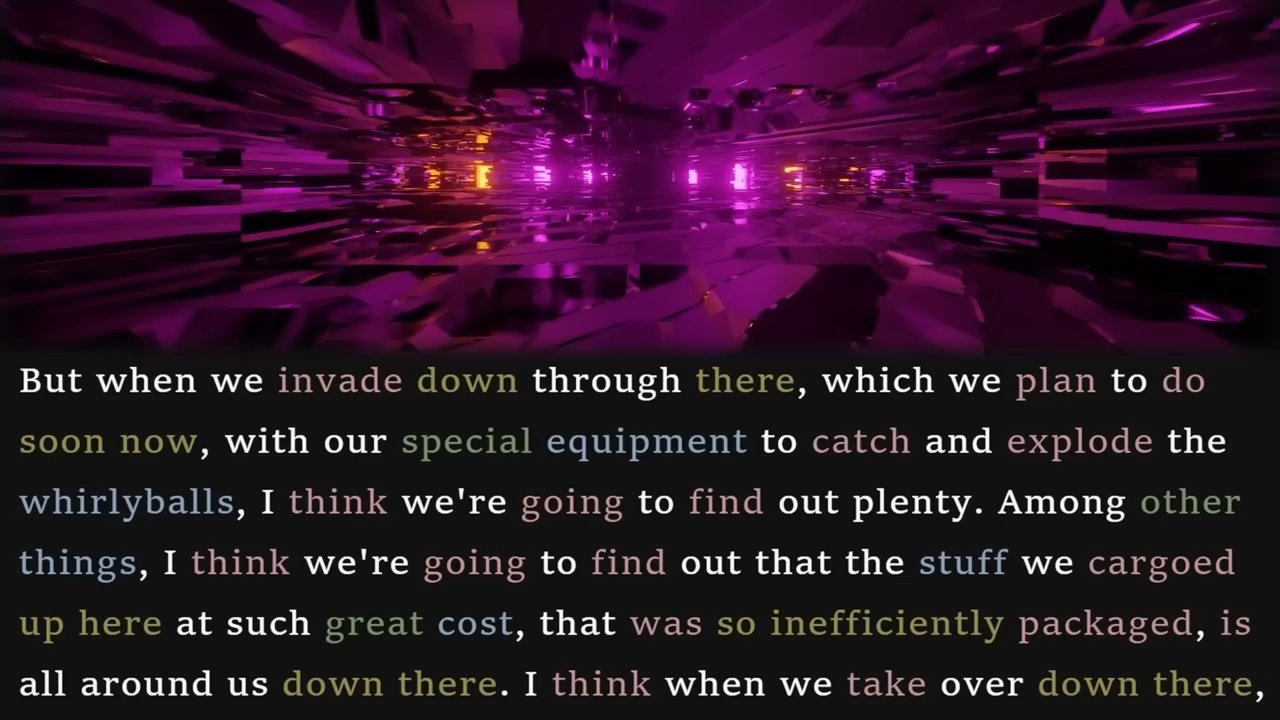 But when we invade down through there, which we plan to do
soon now, with our special equipment to catch and explode the
whirlyballs, I think we're going to find out plenty. Among other
things, I think we're going to find out that the stuff we cargoed
up here at such great cost, that was so inefficiently packaged, is
all around us down there. I think when we take over down there,